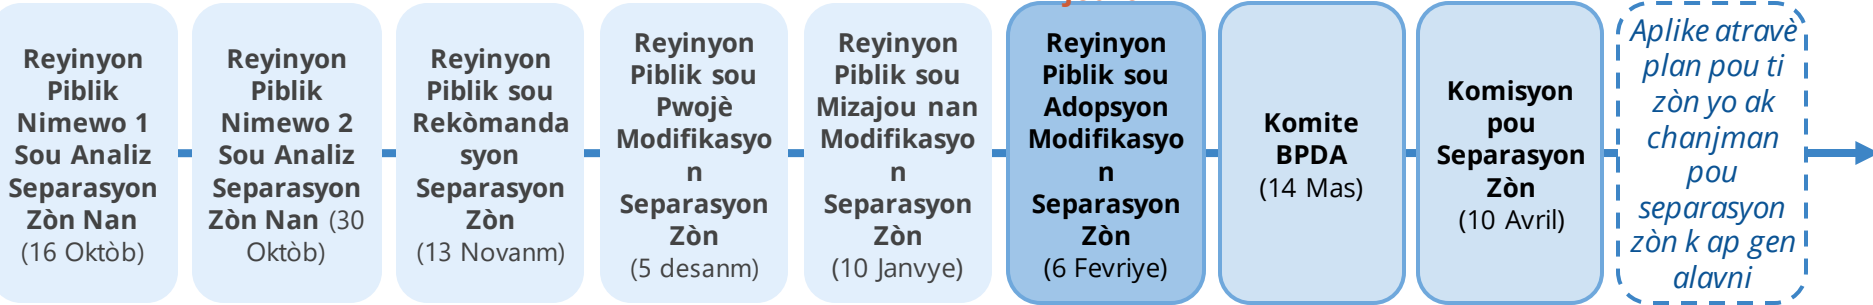 Reyinyon
Piblik
Nimewo 1
Sou Analiz
Separasyon
Zòn Nan
(16 Oktòb)
Reyinyon
Piblik
Nimewo 2
Sou Analiz
Separasyon
Zòn Nan (30
Oktòb)
Reyinyon
Piblik sou
Rekòmanda
syon
Separasyon
Zòn
(13 Novanm)
Reyinyon
Piblik sou
Pwojè
Modifikasyo
n
Separasyon
Zòn
(5 desanm)
Reyinyon
Piblik sou
Mizajou nan
Modifikasyo
n
Separasyon
Zòn
(10 Janvye)
Reyinyon
Piblik sou
Adopsyon
Modifikasyo
n
Separasyon
Zòn
(6 Fevriye)
Komite
BPDA
(14 Mas)
Komisyon
pou
Separasyon
Zòn
(10 Avril)
Aplike atravè
plan pou ti
zòn yo ak
chanjman
pou
separasyon
zòn k ap gen
alavni